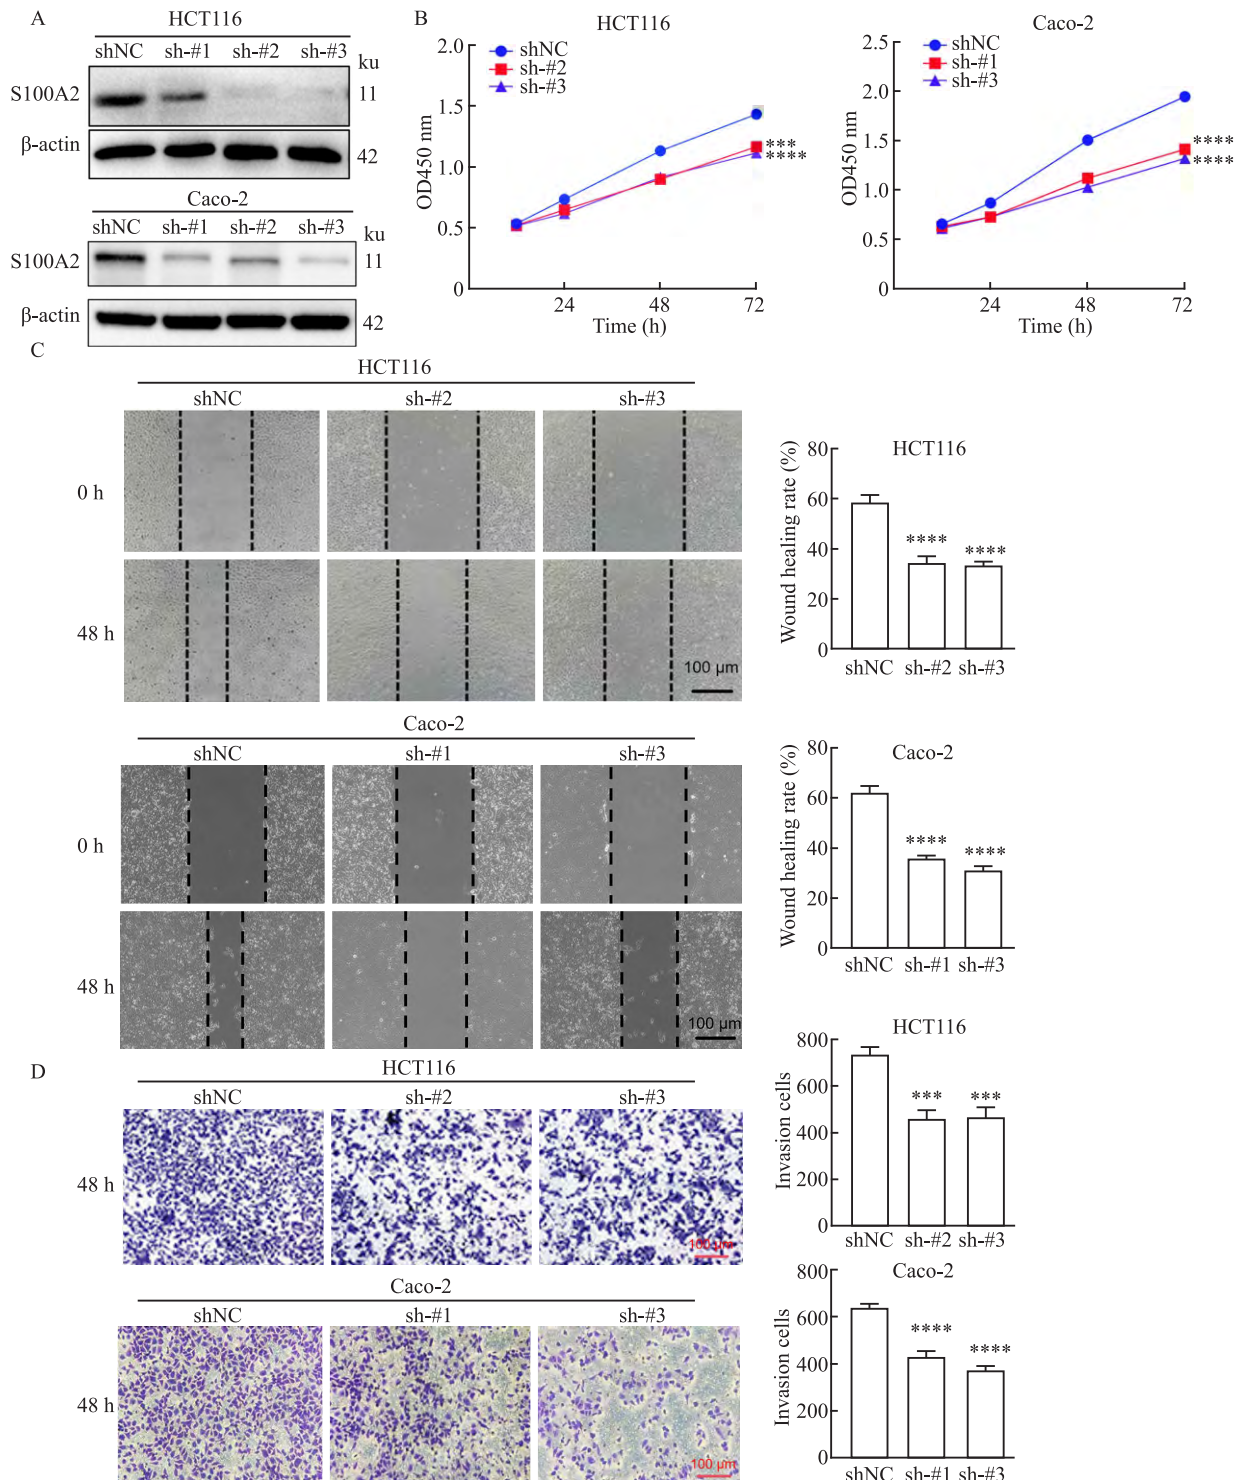 A
HCT116
shNC sh-#1 sh-#2 sh-#3
ku
S100A2 11
β-actin 42
Caco-2
shNC sh-#1 sh-#2 sh-#3
ku
S100A2 11
β-actin 42
B
HCT116
shNC
sh-#2
sh-#3
2.0
1.5
1.0
0.5
0
OD450 nm
***
****
24 48 72
Time (h)
Caco-2
shNC
sh-#1
sh-#3
2.5
2.0
1.5
1.0
0.5
0
OD450 nm
****
****
24 48 72
Time (h)
C
HCT116
shNC sh-#2 sh-#3
0 h
48 h
100 μm
HCT116
Wound healing rate (%)
80
60
40
20
0
**** ****
shNC sh-#2 sh-#3
Caco-2
shNC sh-#1 sh-#3
0 h
48 h
100 μm
Caco-2
Wound healing rate (%)
80
60
40
20
0
**** ****
shNC sh-#1 sh-#3
D
HCT116
shNC sh-#2 sh-#3
48 h
100 μm
HCT116
Invasion cells
800
600
400
200
0
*** ***
shNC sh-#2 sh-#3
Caco-2
shNC sh-#1 sh-#3
48 h
100 μm
Caco-2
Invasion cells
800
600
400
200
0
**** ****
shNC sh-#1 sh-#3